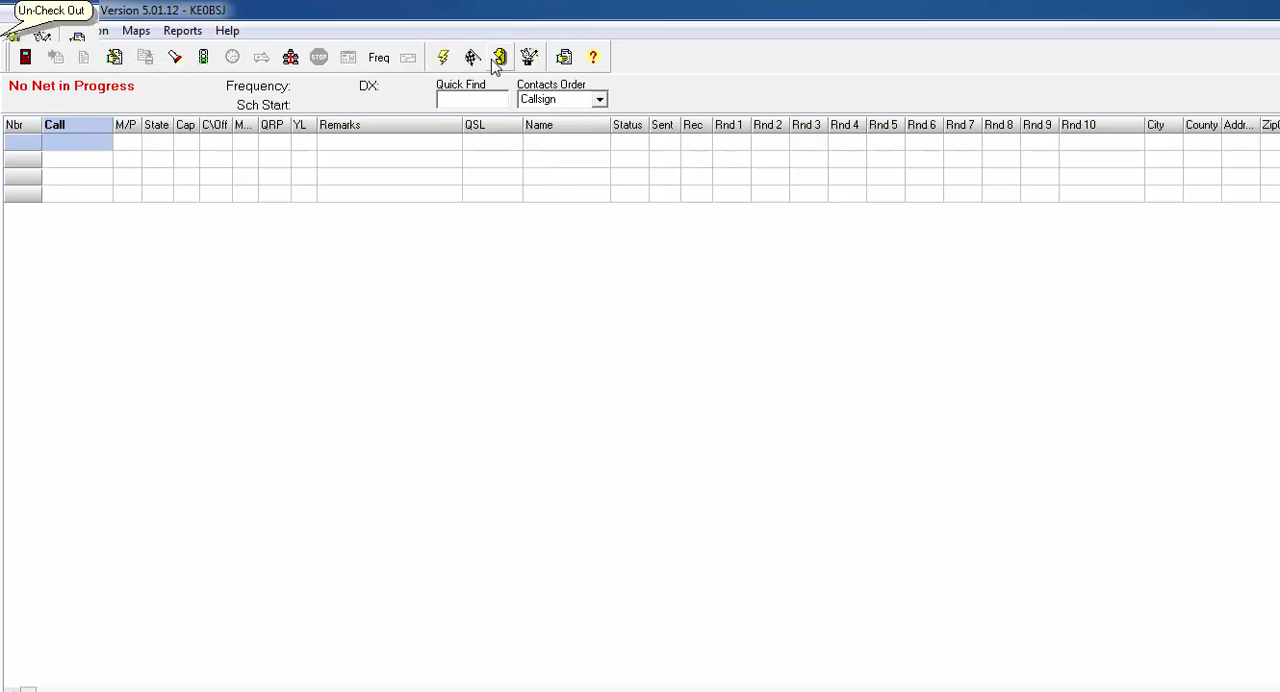 Un-Check Out
Version 5.01.12 - KE0BSJ
on Maps Reports Help
STOP Freq ?
No Net in Progress Frequency: DX: Quick Find Contacts Order
Sch Start: Callsign
Nbr Call M/P State Cap C\Off M... QRP YL Remarks QSL Name Status Sent Rec Rnd 1 Rnd 2 Rnd 3 Rnd 4 Rnd 5 Rnd 6 Rnd 7 Rnd 8 Rnd 9 Rnd 10 City County Addr... Zip